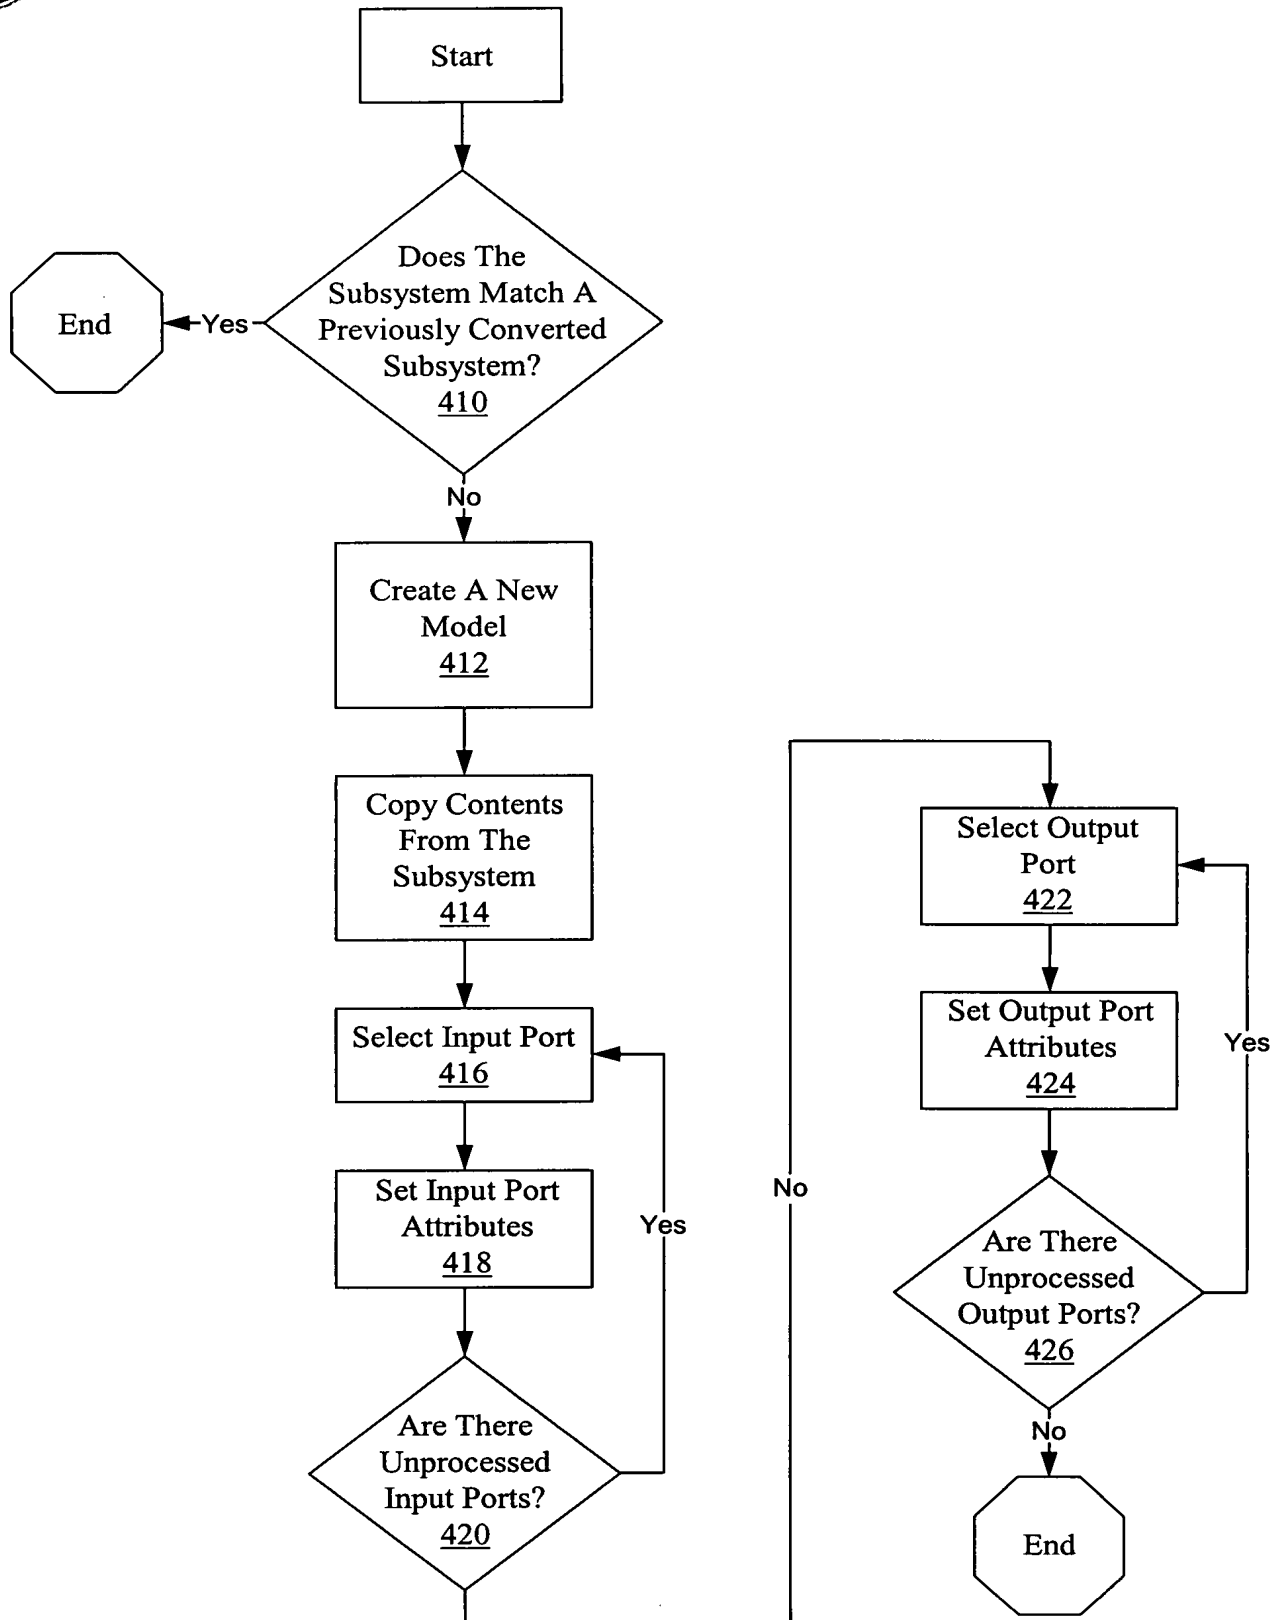 Start
Does The
Subsystem Match A
Previously Converted
Subsystem?
410
Yes
End
No
Create A New
Model
412
Copy Contents
From The
Subsystem
414
Select Input Port
416
Set Input Port
Attributes
418
Yes
Are There
Unprocessed
Input Ports?
420
No
Select Output
Port
422
Set Output Port
Attributes
424
Yes
Are There
Unprocessed
Output Ports?
426
No
End